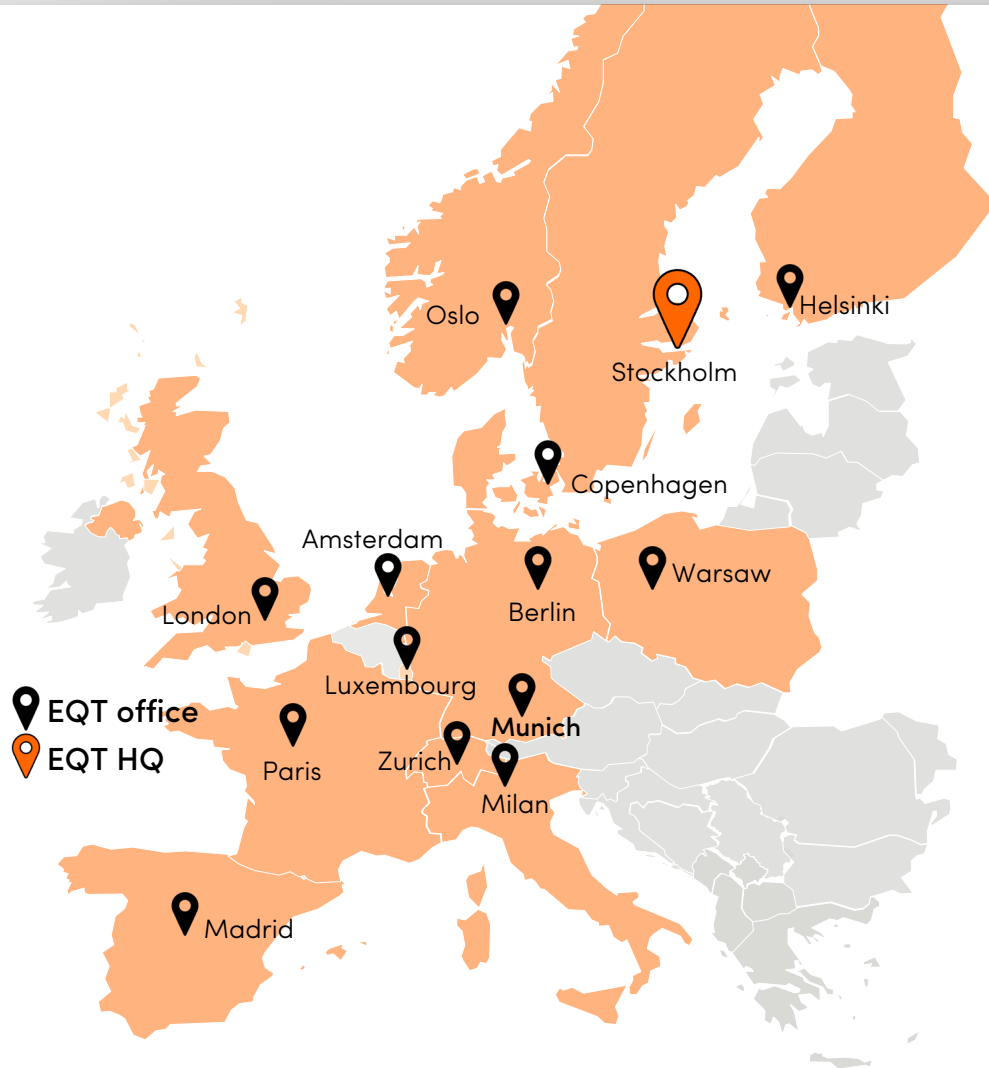 Oslo
Helsinki
Stockholm
Copenhagen
Amsterdam
Warsaw
London
Berlin
Luxembourg
EQT office
Munich
EQT HQ
Paris
Zurich
Milan
Madrid